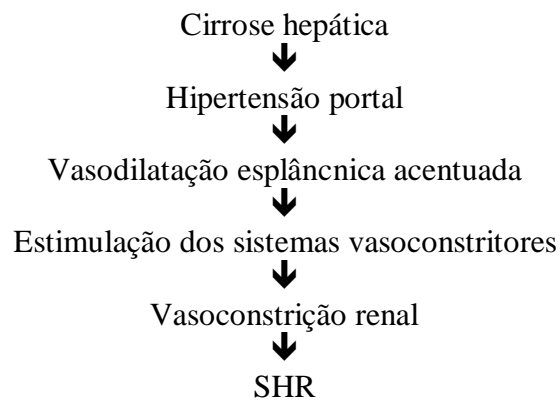 Cirrose hepática
Hipertensão portal
Vasodilatação esplâncnica acentuada
Estimulação dos sistemas vasoconstritores
Vasoconstrição renal
SHR